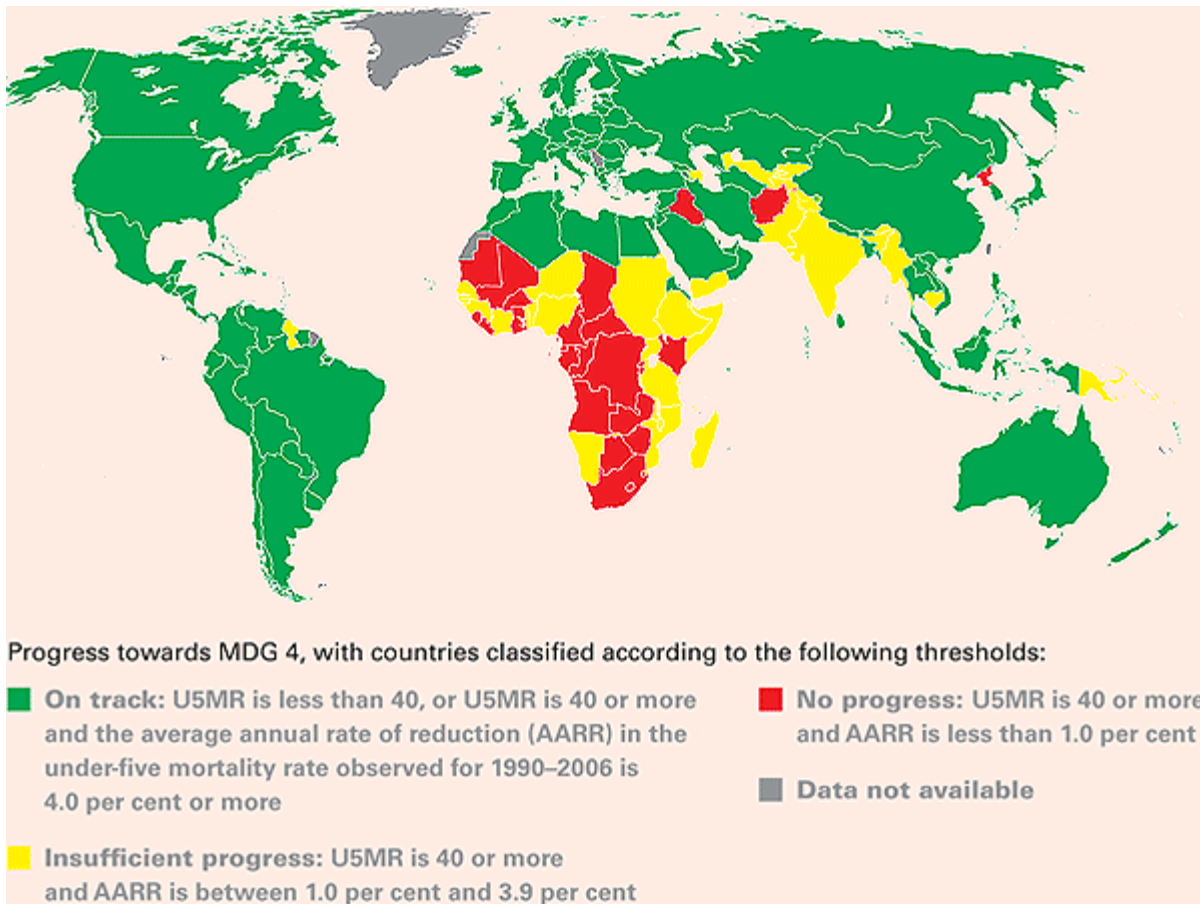 Progress towards MDG 4, with countries classified according to the following thresholds:
On track: U5MR is less than 40, or U5MR is 40 or more
and the average annual rate of reduction (AARR) in the
under-five mortality rate observed for 1990–2006 is
4.0 per cent or more
Insufficient progress: U5MR is 40 or more
and AARR is between 1.0 per cent and 3.9 per cent
No progress: U5MR is 40 or more
and AARR is less than 1.0 per cent
Data not available